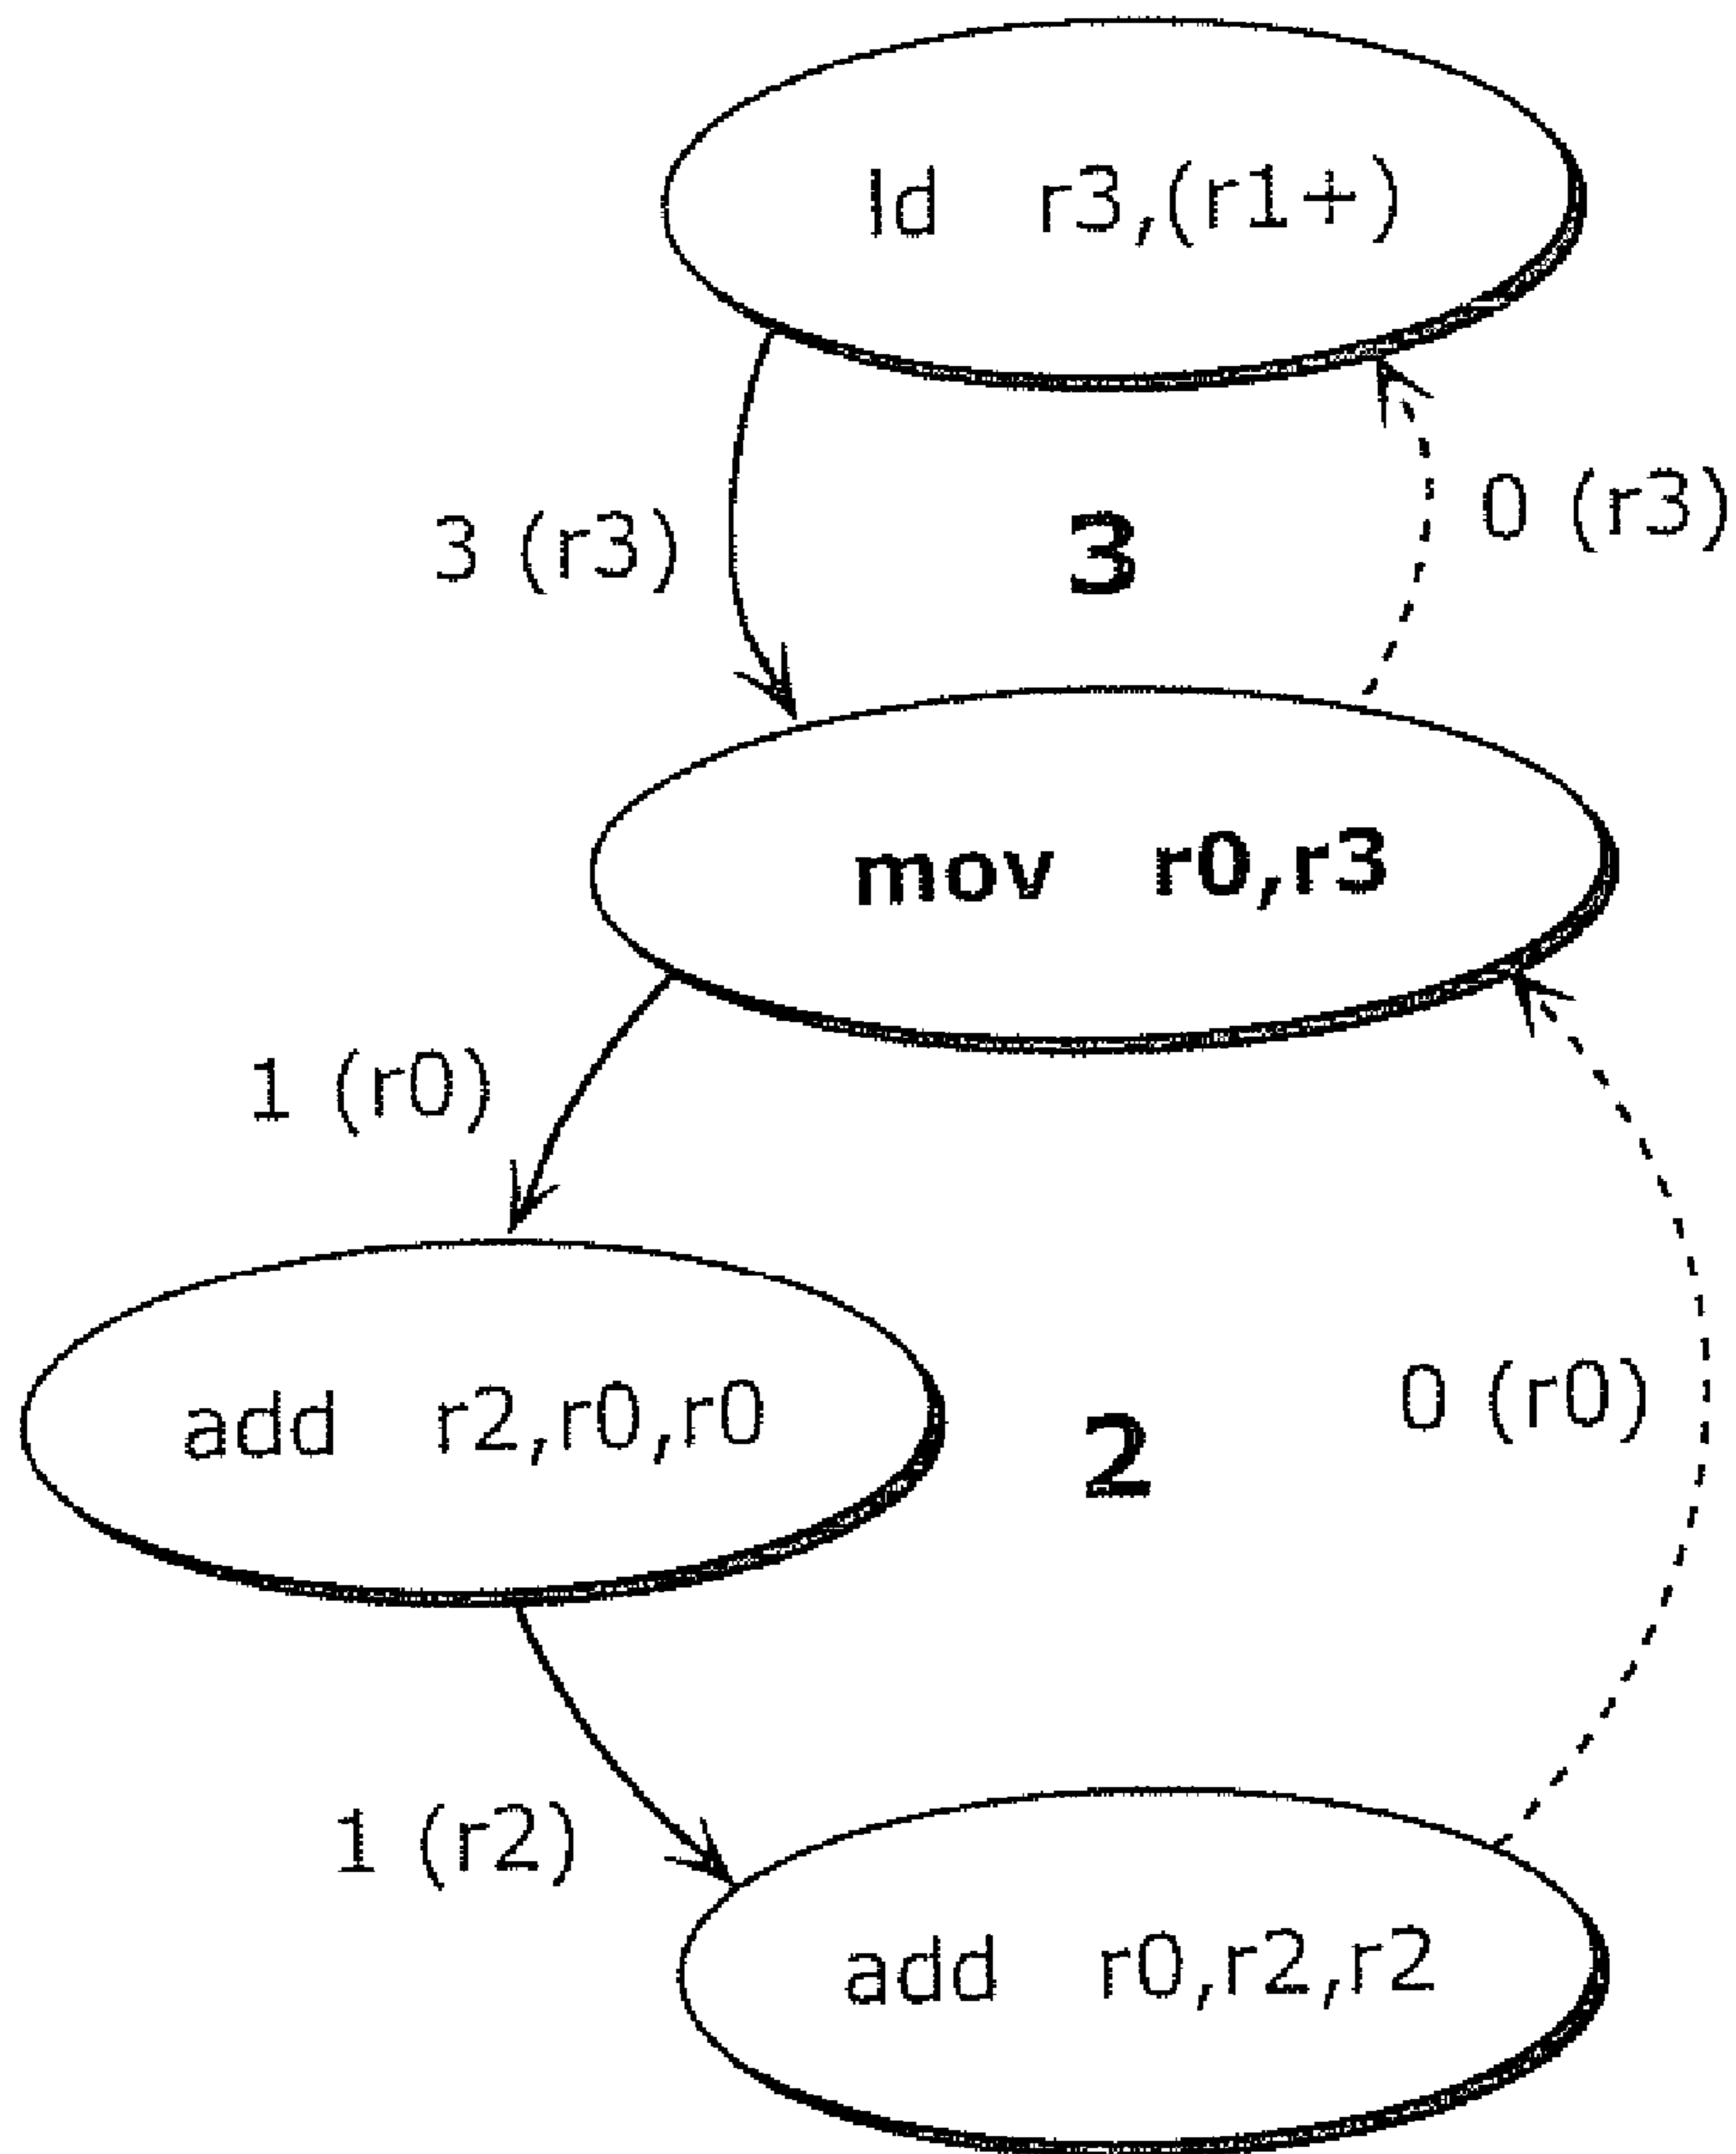 ld r3,(r1+)
3 (r3)
3
0 (r3)
mov r0,r3
1 (r0)
add r2,r0,r0
2
0 (r0)
1 (r2)
add r0,r2,r2